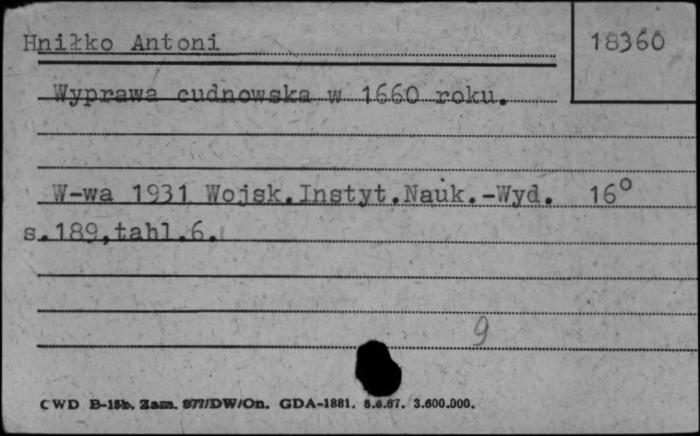 Hniłko Antoni
18360
Wyprawa cudnowska w 1660 roku.
W-wa 1931 Wojsk.Instyt.Nauk.-Wyd. 16°
s.189,tabl.6.
9
CWD B-15b. Zam. 877/DW/On. GDA-1881. 5.6.67. 3.600.000.